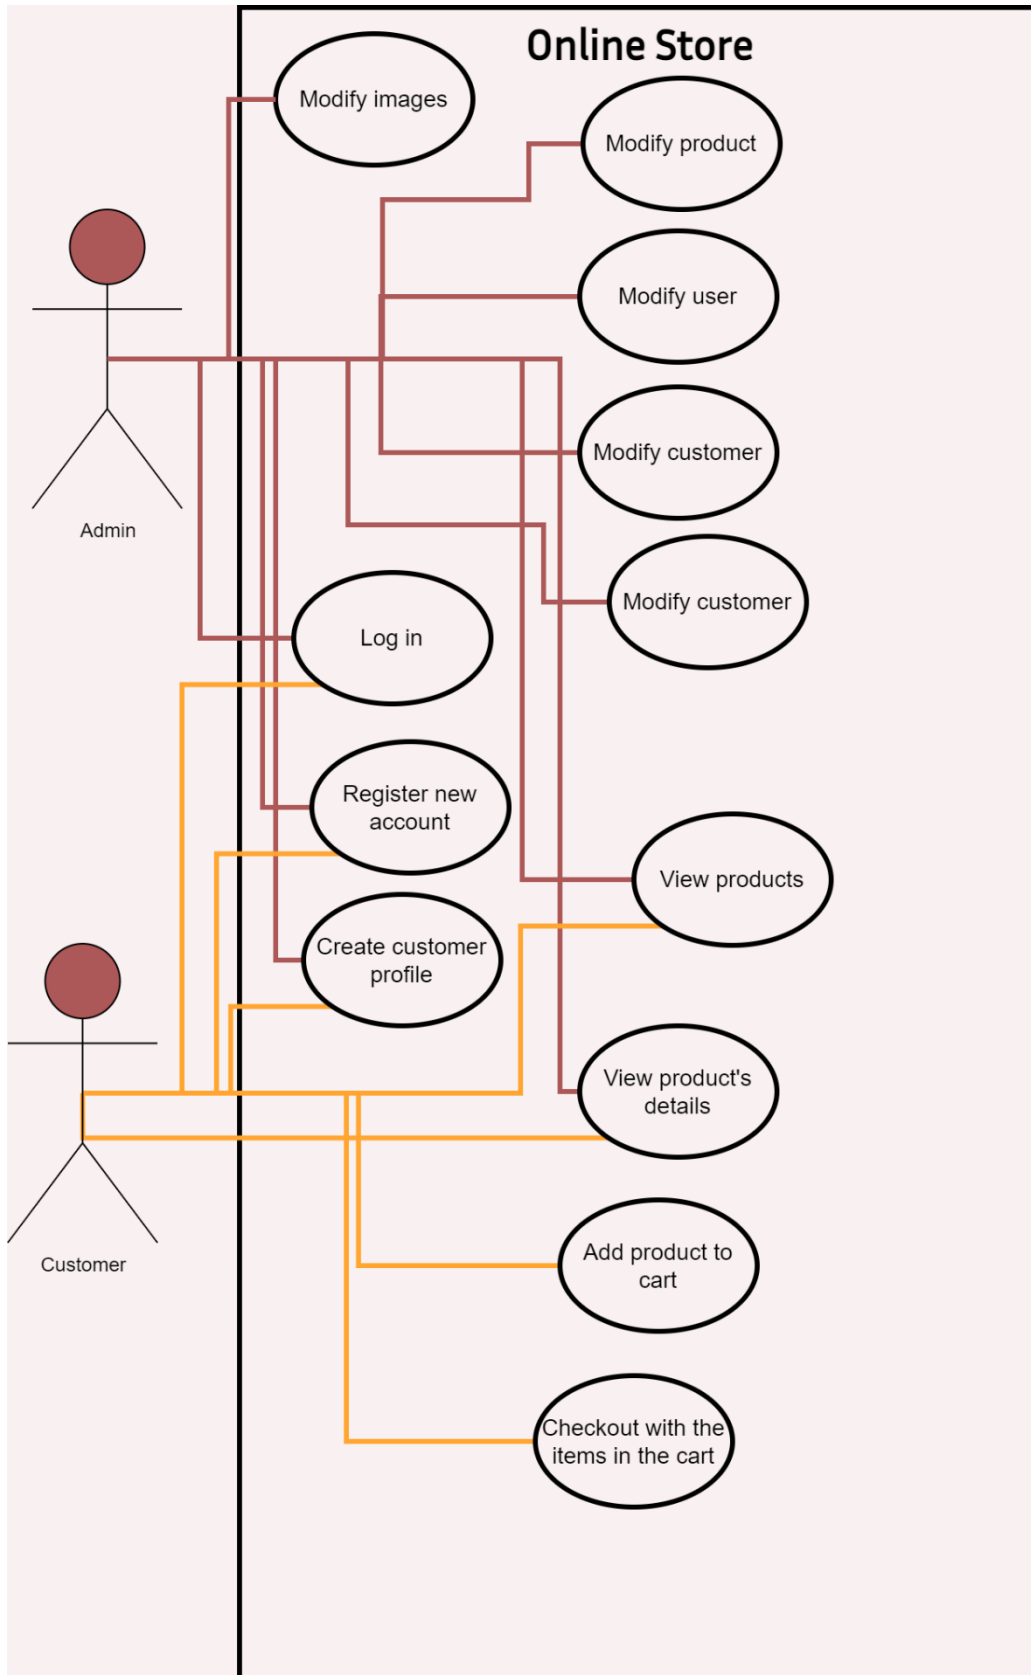 Online Store
Modify images
Modify product
Modify user
Modify customer
Admin
Modify customer
Log in
Register new
account
View products
Create customer
profile
View product's
details
Customer
Add product to
cart
Checkout with the
items in the cart